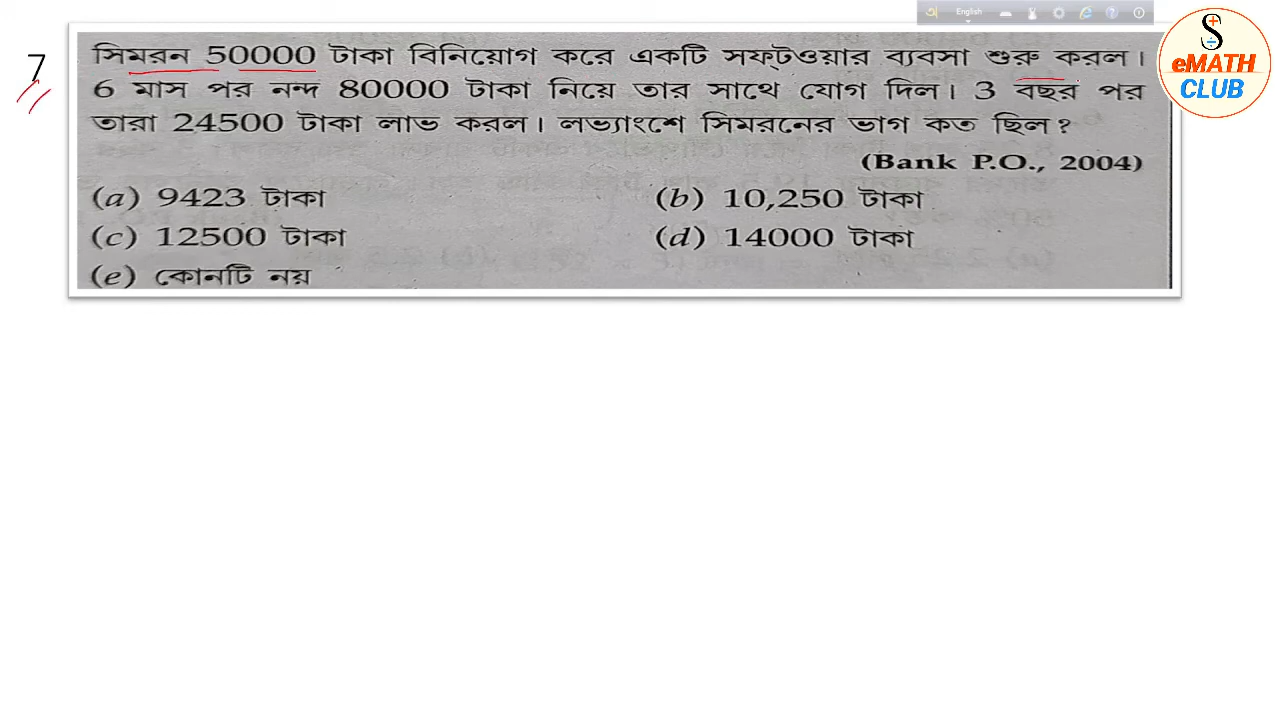 অ English
7
সিমরন 50000 টাকা বিনিয়োগ করে একটি সফ্‌টওয়ার ব্যবসা শুরু করল।
6 মাস পর নন্দ 80000 টাকা নিয়ে তার সাথে যোগ দিল। 3 বছর পর
তারা 24500 টাকা লাভ করল। লভ্যাংশে সিমরনের ভাগ কত ছিল?
(Bank P.O., 2004)
(a) 9423 টাকা (b) 10,250 টাকা
(c) 12500 টাকা (d) 14000 টাকা
(e) কোনটি নয়
eMATH
CLUB